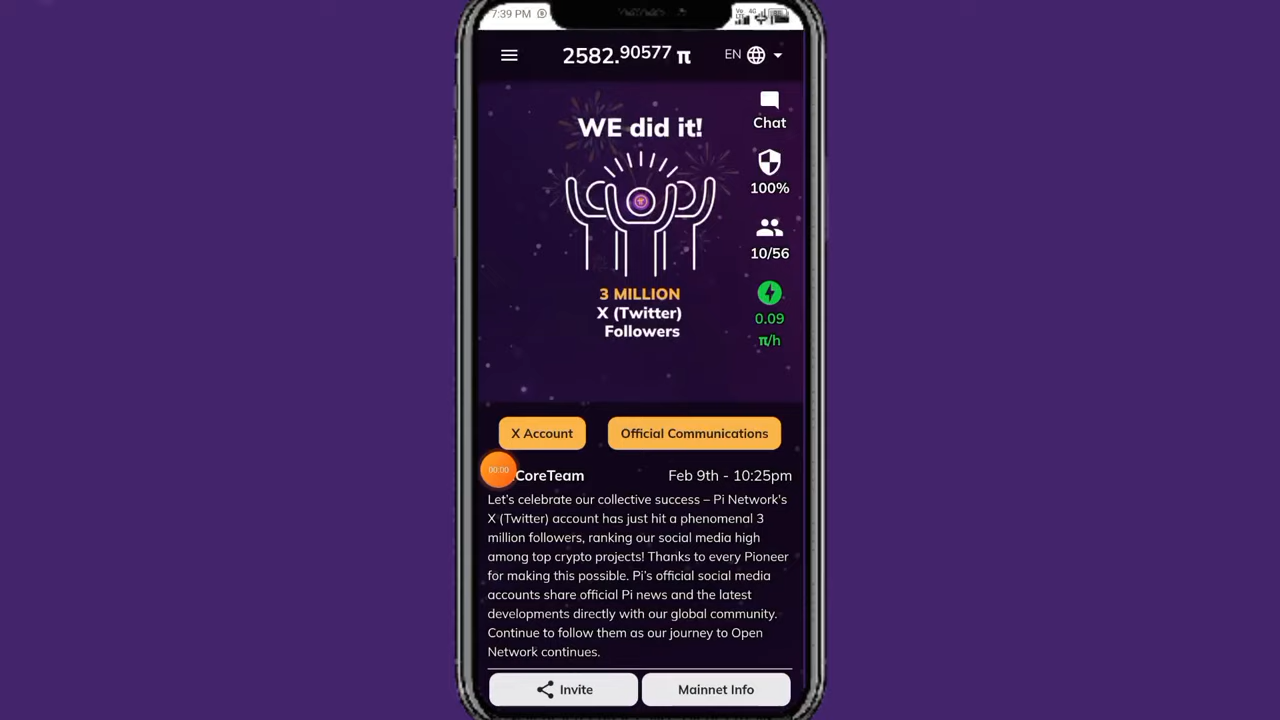 7:39 PM
2582.90577 π
EN
WE did it!
Chat
100%
10/56
3 MILLION
X (Twitter)
Followers
0.09
π/h
X Account
Official Communications
00:00
CoreTeam
Feb 9th - 10:25pm
Let's celebrate our collective success – Pi Network's
X (Twitter) account has just hit a phenomenal 3
million followers, ranking our social media high
among top crypto projects! Thanks to every Pioneer
for making this possible. Pi's official social media
accounts share official Pi news and the latest
developments directly with our global community.
Continue to follow them as our journey to Open
Network continues.
Invite
Mainnet Info